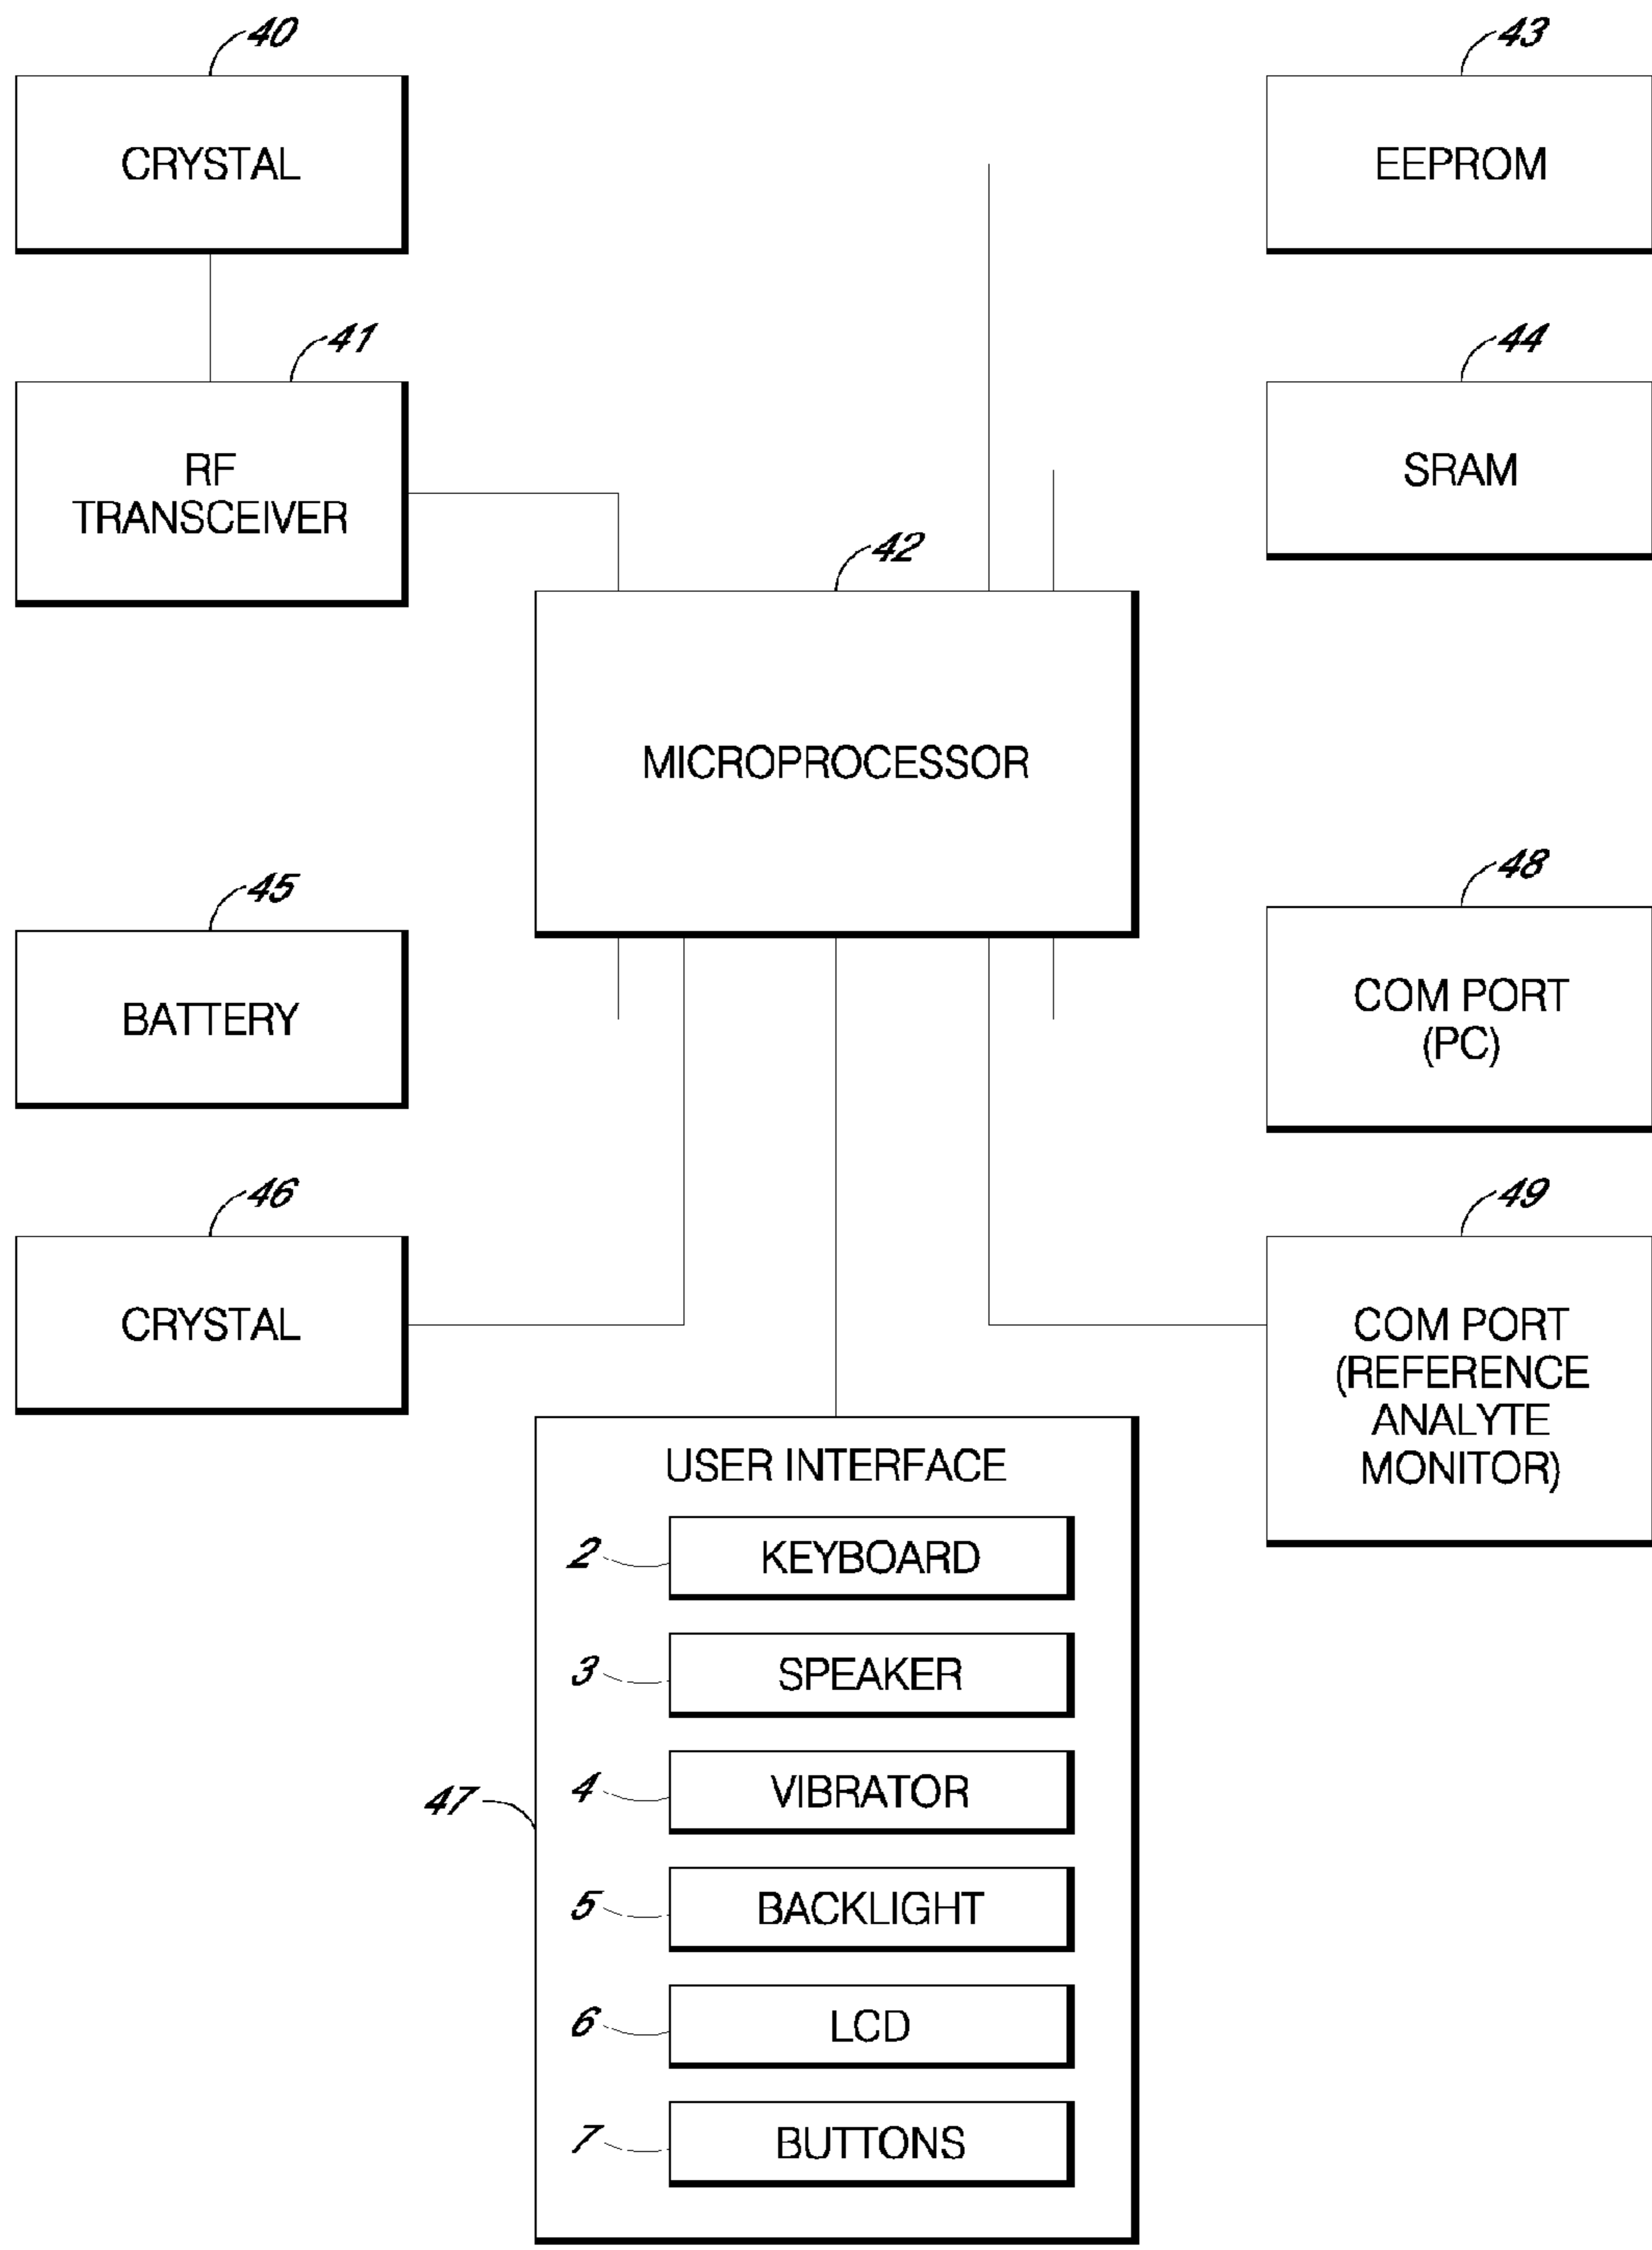 40
CRYSTAL
43
EEPROM
41
RF
TRANSCEIVER
44
SRAM
42
MICROPROCESSOR
45
BATTERY
48
COM PORT
(PC)
46
CRYSTAL
49
COM PORT
(REFERENCE
ANALYTE
MONITOR)
47
USER INTERFACE
2
KEYBOARD
3
SPEAKER
4
VIBRATOR
5
BACKLIGHT
6
LCD
7
BUTTONS